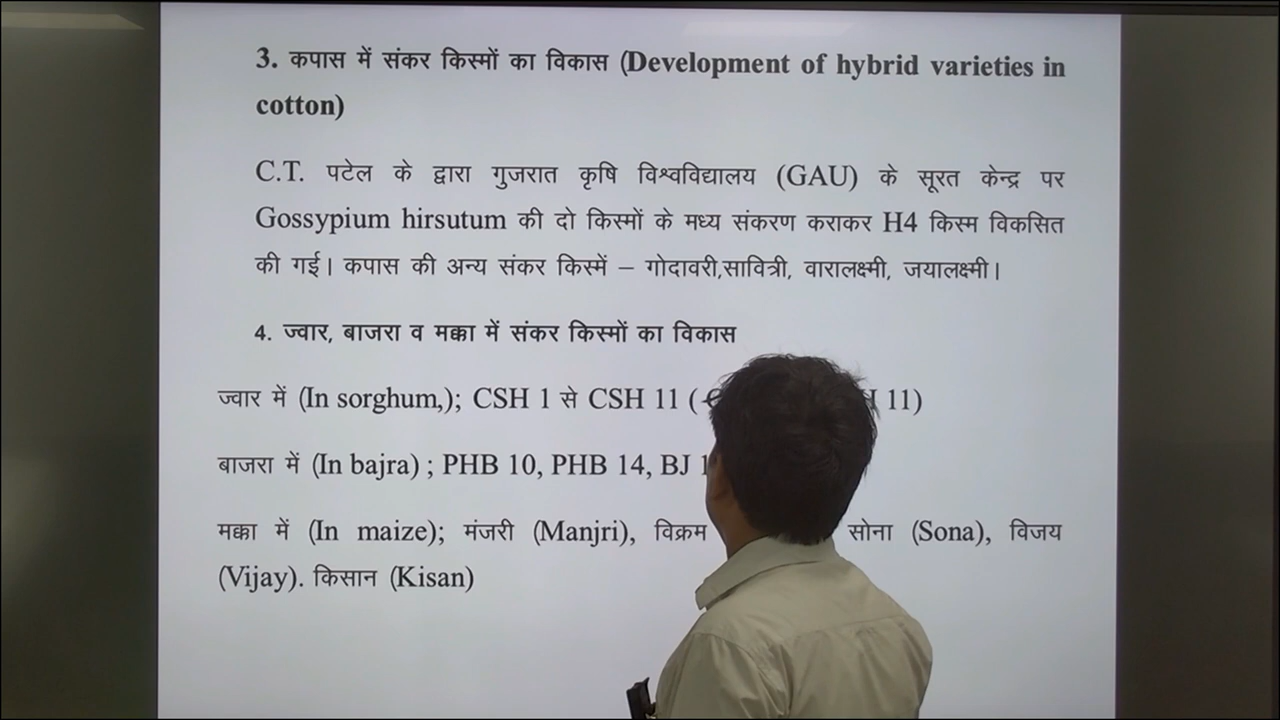 3. कपास में संकर किस्मों का विकास (Development of hybrid varieties in
cotton)
C.T. पटेल के द्वारा गुजरात कृषि विश्वविद्यालय (GAU) के सूरत केन्द्र पर
Gossypium hirsutum की दो किस्मों के मध्य संकरण कराकर H4 किस्म विकसित
की गई। कपास की अन्य संकर किस्में – गोदावरी,सावित्री, वारालक्ष्मी, जयालक्ष्मी।
4. ज्वार, बाजरा व मक्का में संकर किस्मों का विकास
ज्वार में (In sorghum,); CSH 1 से CSH 11 ( 11)
बाजरा में (In bajra) ; PHB 10, PHB 14, BJ
मक्का में (In maize); मंजरी (Manjri), विक्रम सोना (Sona), विजय
(Vijay). किसान (Kisan)